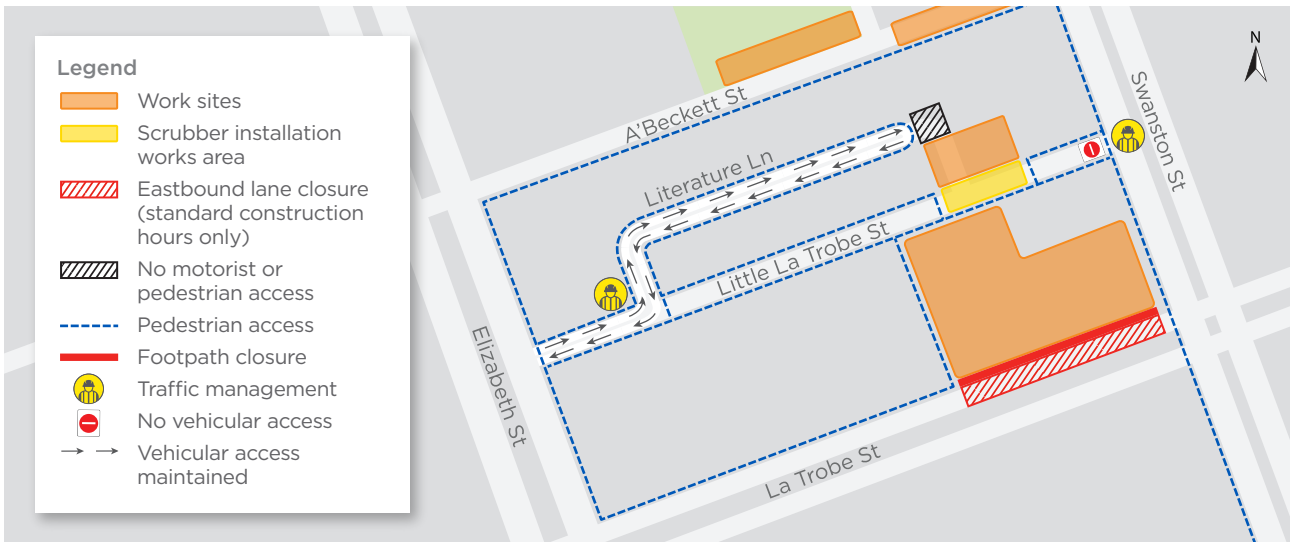 Legend
Work sites
Scrubber installation
works area
Eastbound lane closure
(standard construction
hours only)
No motorist or
pedestrian access
Pedestrian access
Footpath closure
Traffic management
No vehicular access
Vehicular access
maintained
A'Beckett St
Literature Ln
Little La Trobe St
Elizabeth St
La Trobe St
Swanston St
N